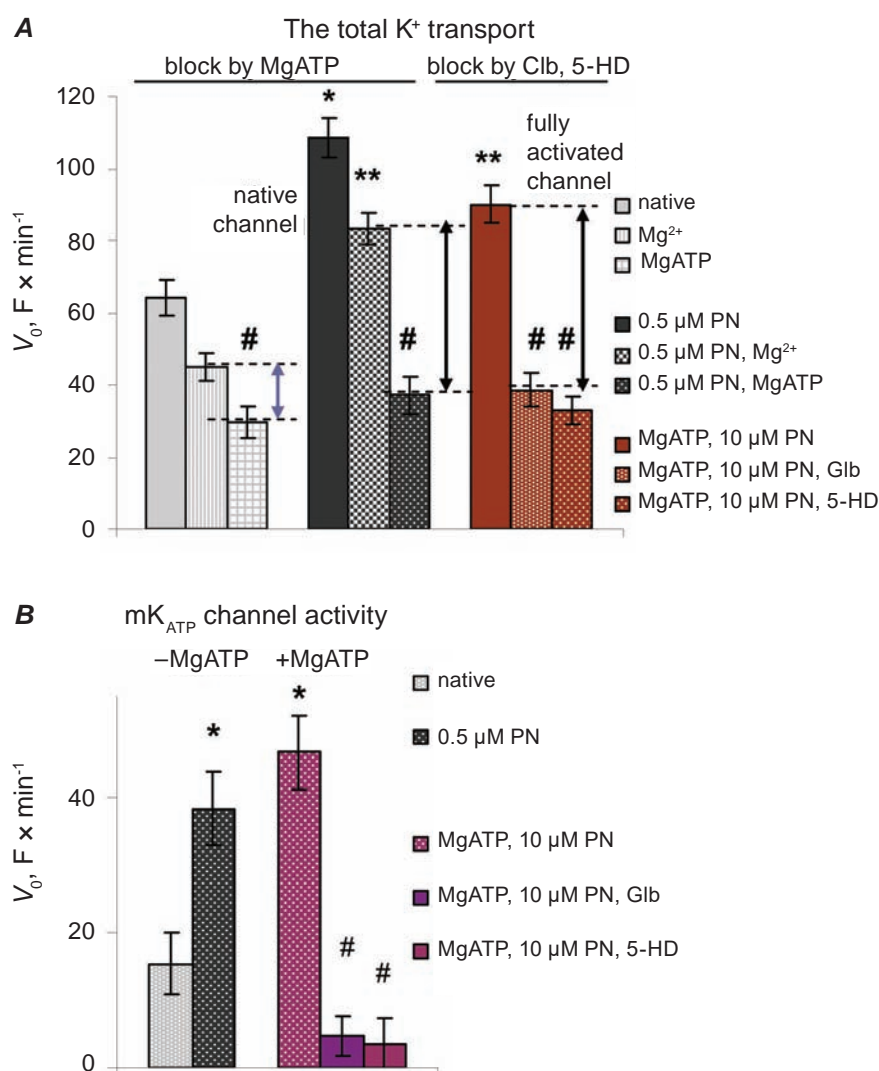 A
The total K⁺ transport
block by MgATP
block by Clb, 5-HD
V₀, F × min⁻¹
120
100
80
60
40
20
0
native
channel
fully
activated
channel
#
*
**
#
**
#
#
native
Mg²⁺
MgATP
0.5 µM PN
0.5 µM PN, Mg²⁺
0.5 µM PN, MgATP
MgATP, 10 µM PN
MgATP, 10 µM PN, Glb
MgATP, 10 µM PN, 5-HD
B
mK_ATP channel activity
–MgATP
+MgATP
V₀, F × min⁻¹
40
20
0
*
*
#
#
native
0.5 µM PN
MgATP, 10 µM PN
MgATP, 10 µM PN, Glb
MgATP, 10 µM PN, 5-HD